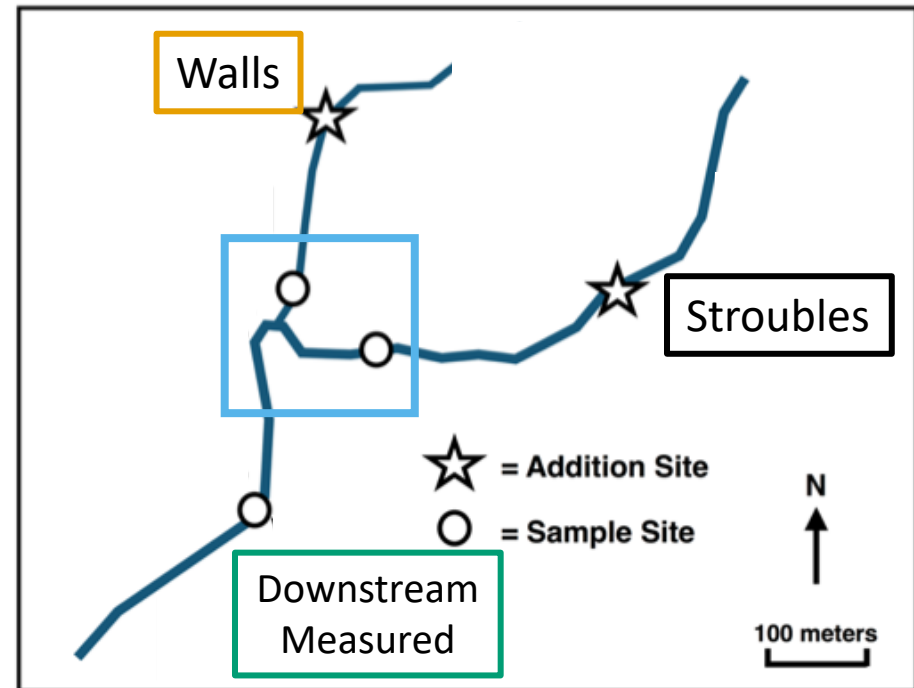 Walls
Stroubles
= Addition Site
= Sample Site
N
Downstream
Measured
100 meters